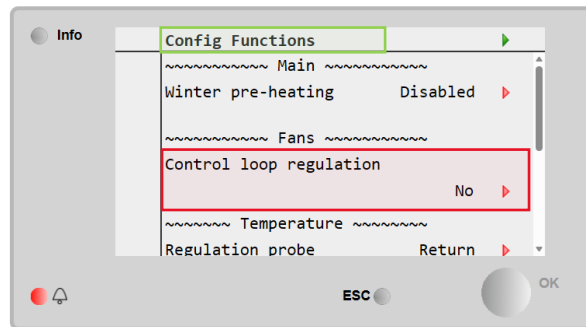 Info
Config Functions
~~~~~~~~~~~ Main ~~~~~~~~~~~
Winter pre-heating Disabled
~~~~~~~~~~~ Fans ~~~~~~~~~~~
Control loop regulation
No
~~~~~~~ Temperature ~~~~~~~~
Regulation probe Return
ESC
OK